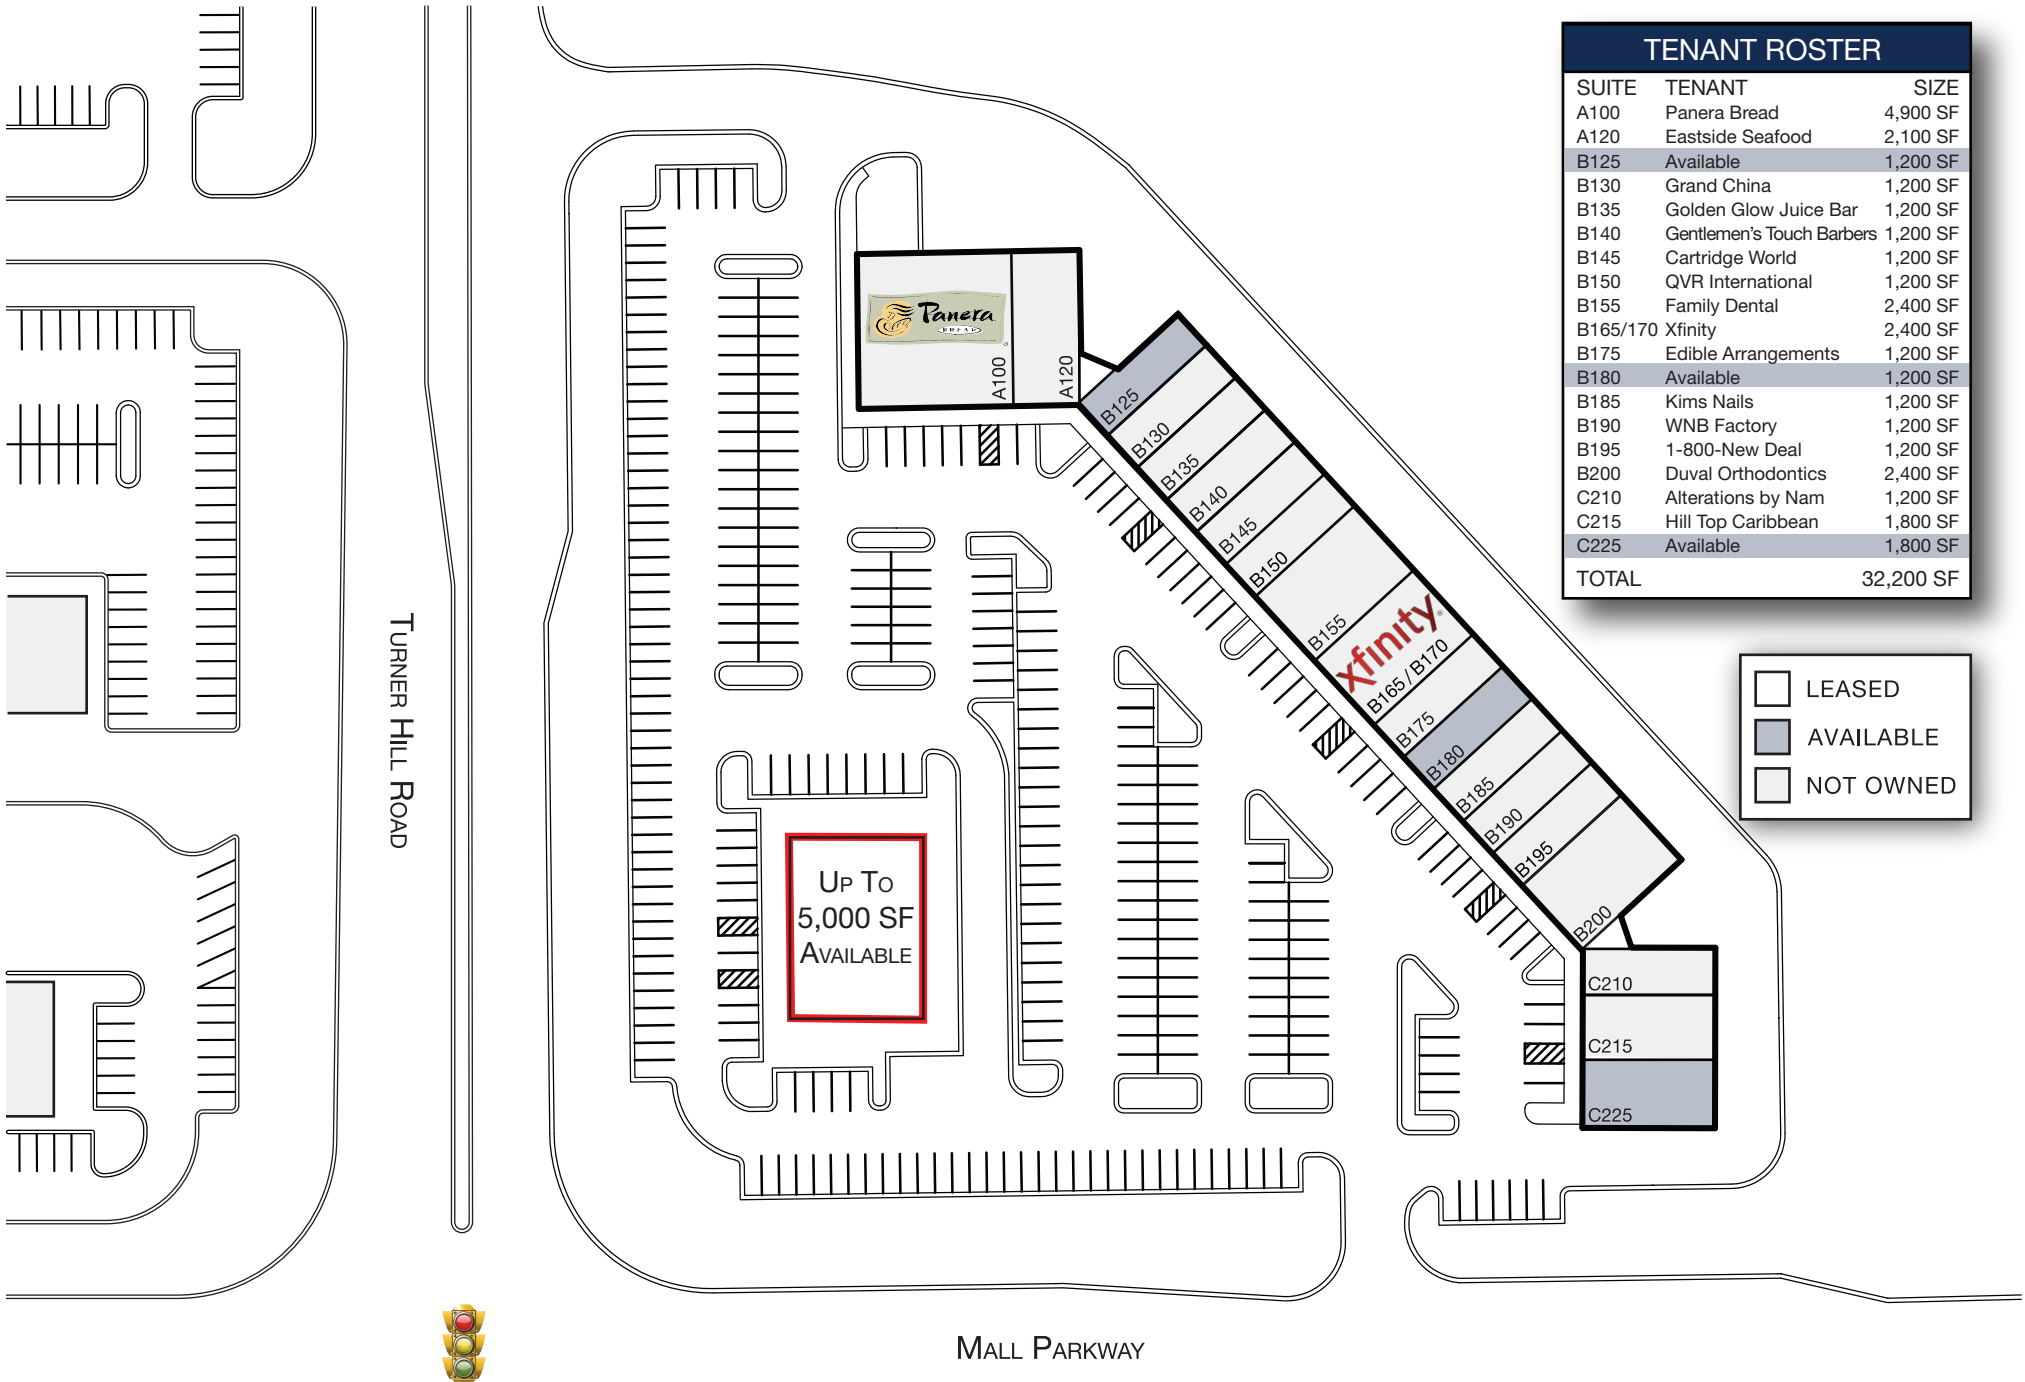 TENANT ROSTER
SUITE TENANT SIZE
A100 Panera Bread 4,900 SF
A120 Eastside Seafood 2,100 SF
B125 Available 1,200 SF
B130 Grand China 1,200 SF
B135 Golden Glow Juice Bar 1,200 SF
B140 Gentlemen's Touch Barbers 1,200 SF
B145 Cartridge World 1,200 SF
B150 QVR International 1,200 SF
B155 Family Dental 2,400 SF
B165/170 Xfinity 2,400 SF
B175 Edible Arrangements 1,200 SF
B180 Available 1,200 SF
B185 Kims Nails 1,200 SF
B190 WNB Factory 1,200 SF
B195 1-800-New Deal 1,200 SF
B200 Duval Orthodontics 2,400 SF
C210 Alterations by Nam 1,200 SF
C215 Hill Top Caribbean 1,800 SF
C225 Available 1,800 SF
TOTAL 32,200 SF
LEASED
AVAILABLE
NOT OWNED
Panera
BREAD
A100
A120
B125
B130
B135
B140
B145
B150
B155
xfinity
B165 / B170
B175
B180
B185
B190
B195
B200
C210
C215
C225
UP TO
5,000 SF
AVAILABLE
TURNER HILL ROAD
MALL PARKWAY